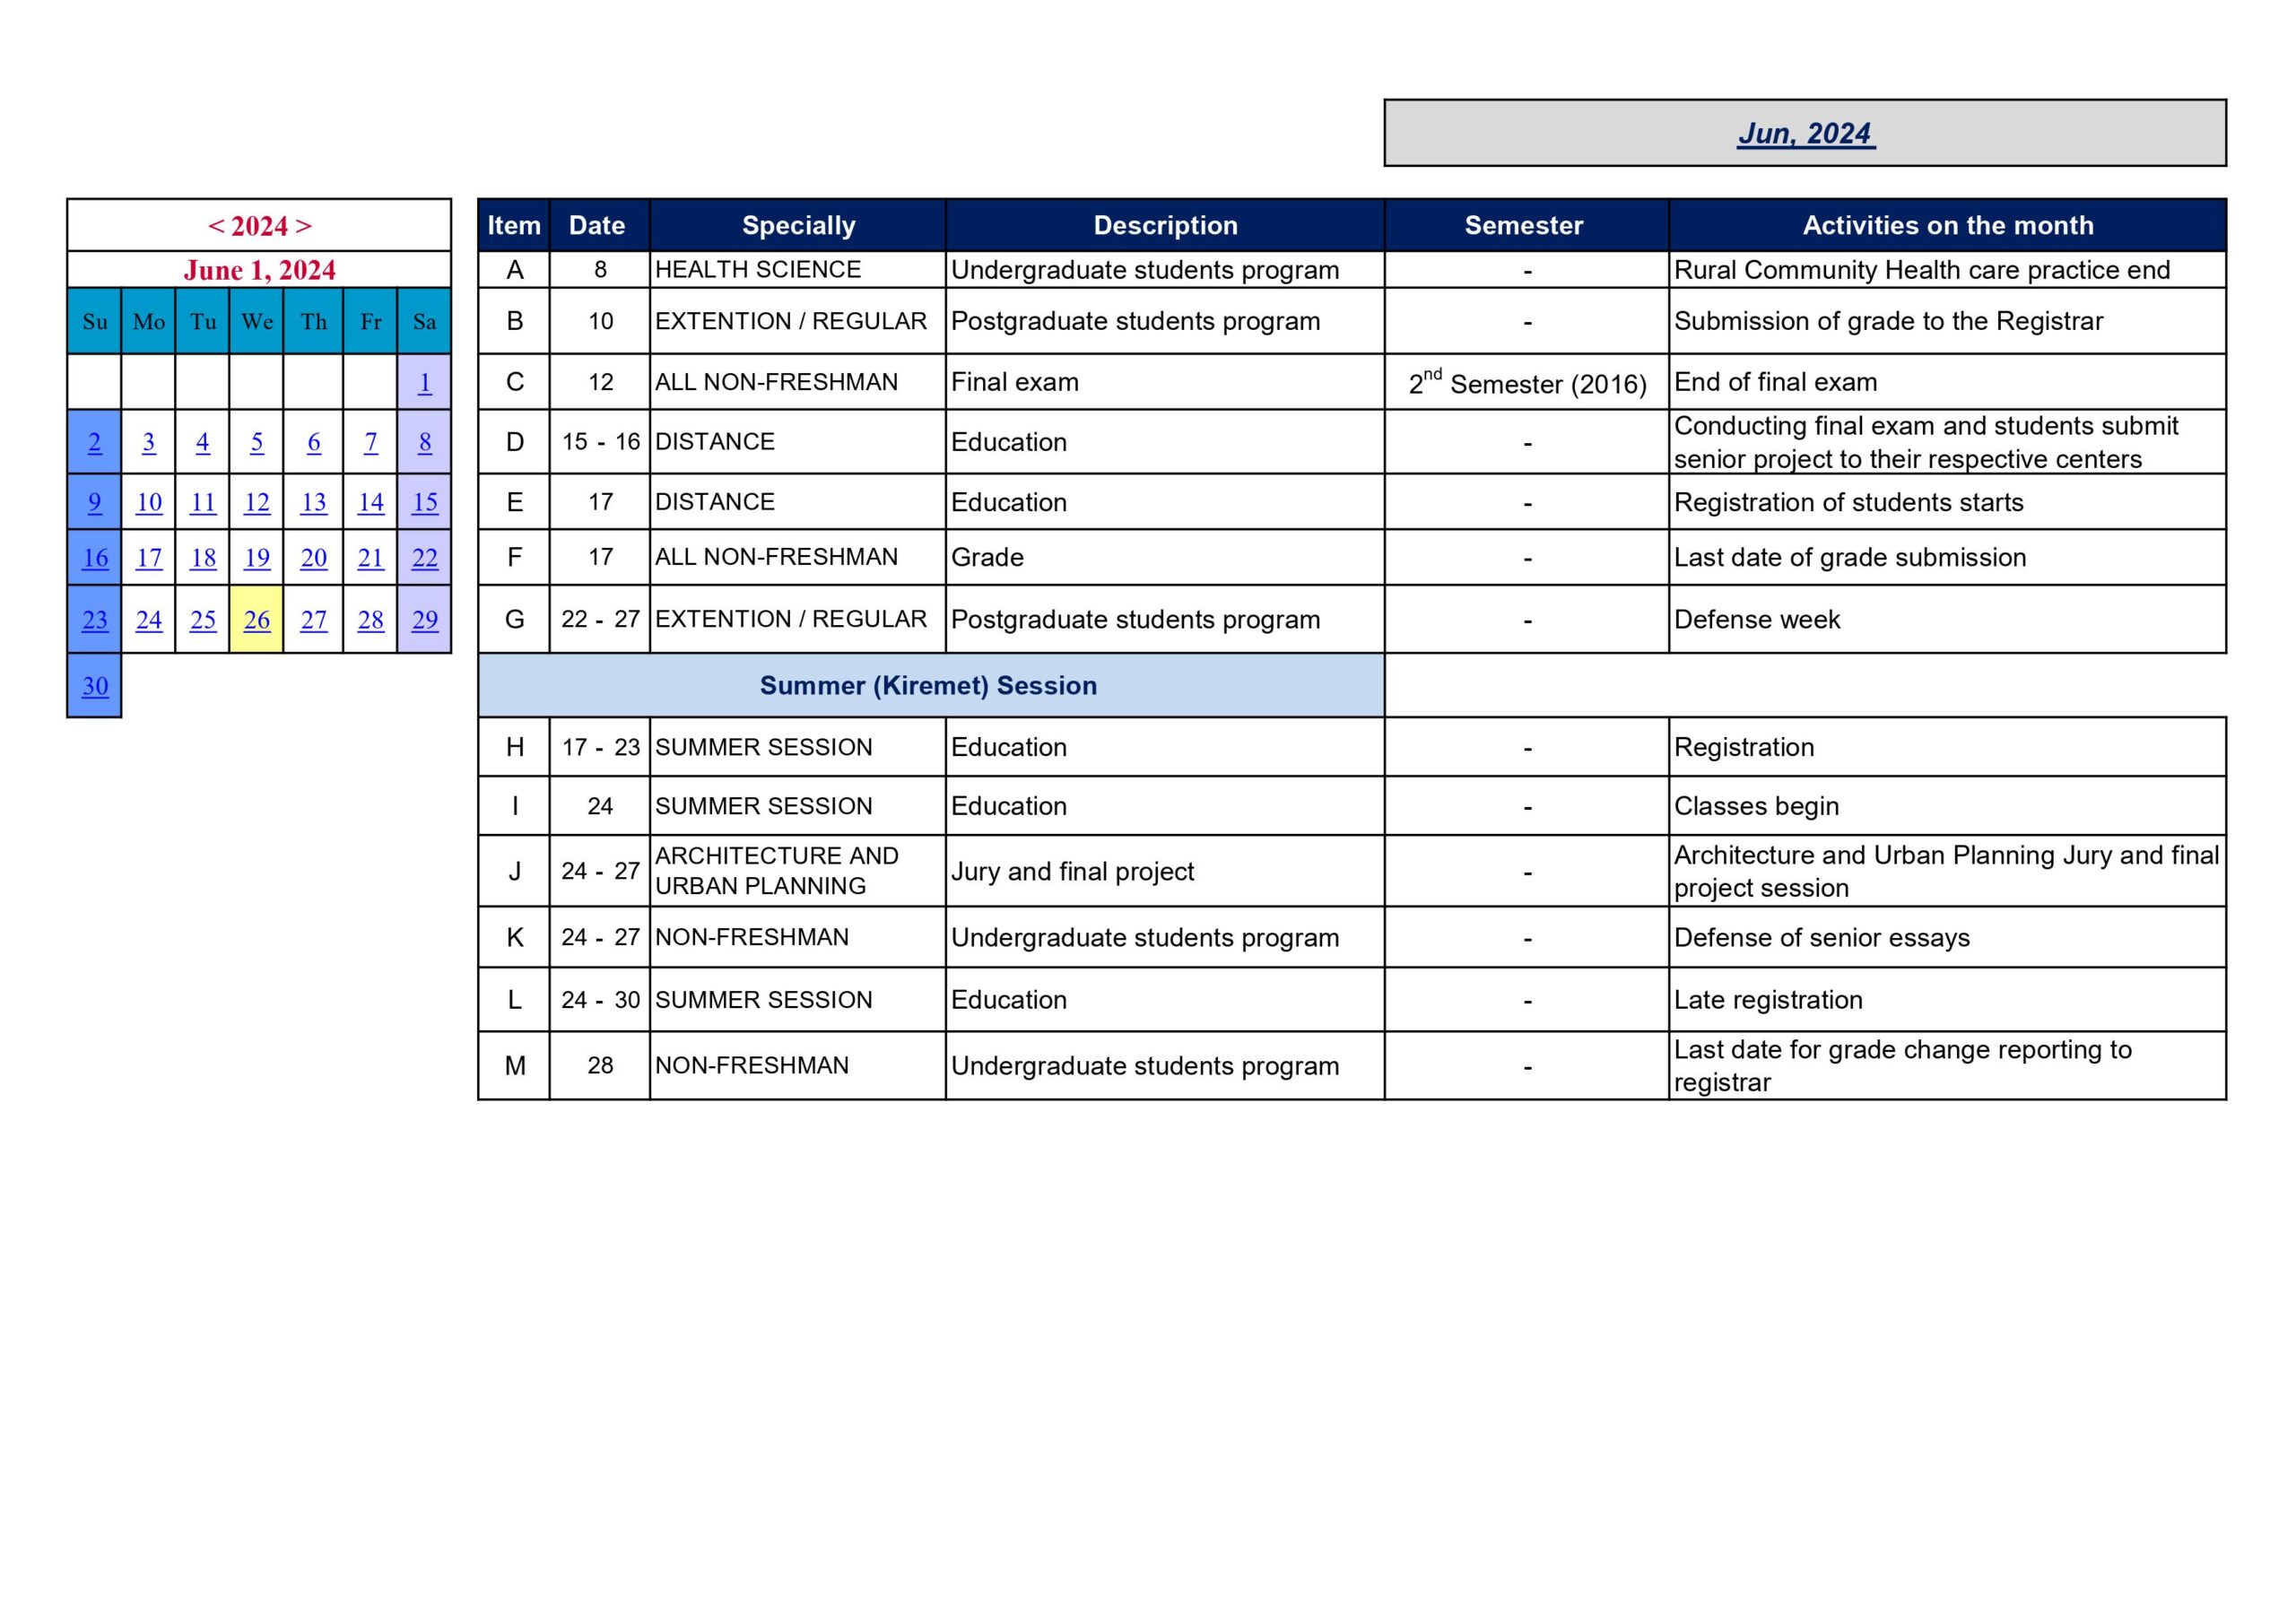 Jun, 2024
< 2024 >
June 1, 2024
Su Mo Tu We Th Fr Sa
1
2 3 4 5 6 7 8
9 10 11 12 13 14 15
16 17 18 19 20 21 22
23 24 25 26 27 28 29
30
Item Date Specially Description Semester Activities on the month
A 8 HEALTH SCIENCE Undergraduate students program - Rural Community Health care practice end
B 10 EXTENTION / REGULAR Postgraduate students program - Submission of grade to the Registrar
C 12 ALL NON-FRESHMAN Final exam 2nd Semester (2016) End of final exam
D 15 - 16 DISTANCE Education - Conducting final exam and students submit
senior project to their respective centers
E 17 DISTANCE Education - Registration of students starts
F 17 ALL NON-FRESHMAN Grade - Last date of grade submission
G 22 - 27 EXTENTION / REGULAR Postgraduate students program - Defense week
Summer (Kiremet) Session
H 17 - 23 SUMMER SESSION Education - Registration
I 24 SUMMER SESSION Education - Classes begin
J 24 - 27 ARCHITECTURE AND
URBAN PLANNING Jury and final project - Architecture and Urban Planning Jury and final
project session
K 24 - 27 NON-FRESHMAN Undergraduate students program - Defense of senior essays
L 24 - 30 SUMMER SESSION Education - Late registration
M 28 NON-FRESHMAN Undergraduate students program - Last date for grade change reporting to
registrar